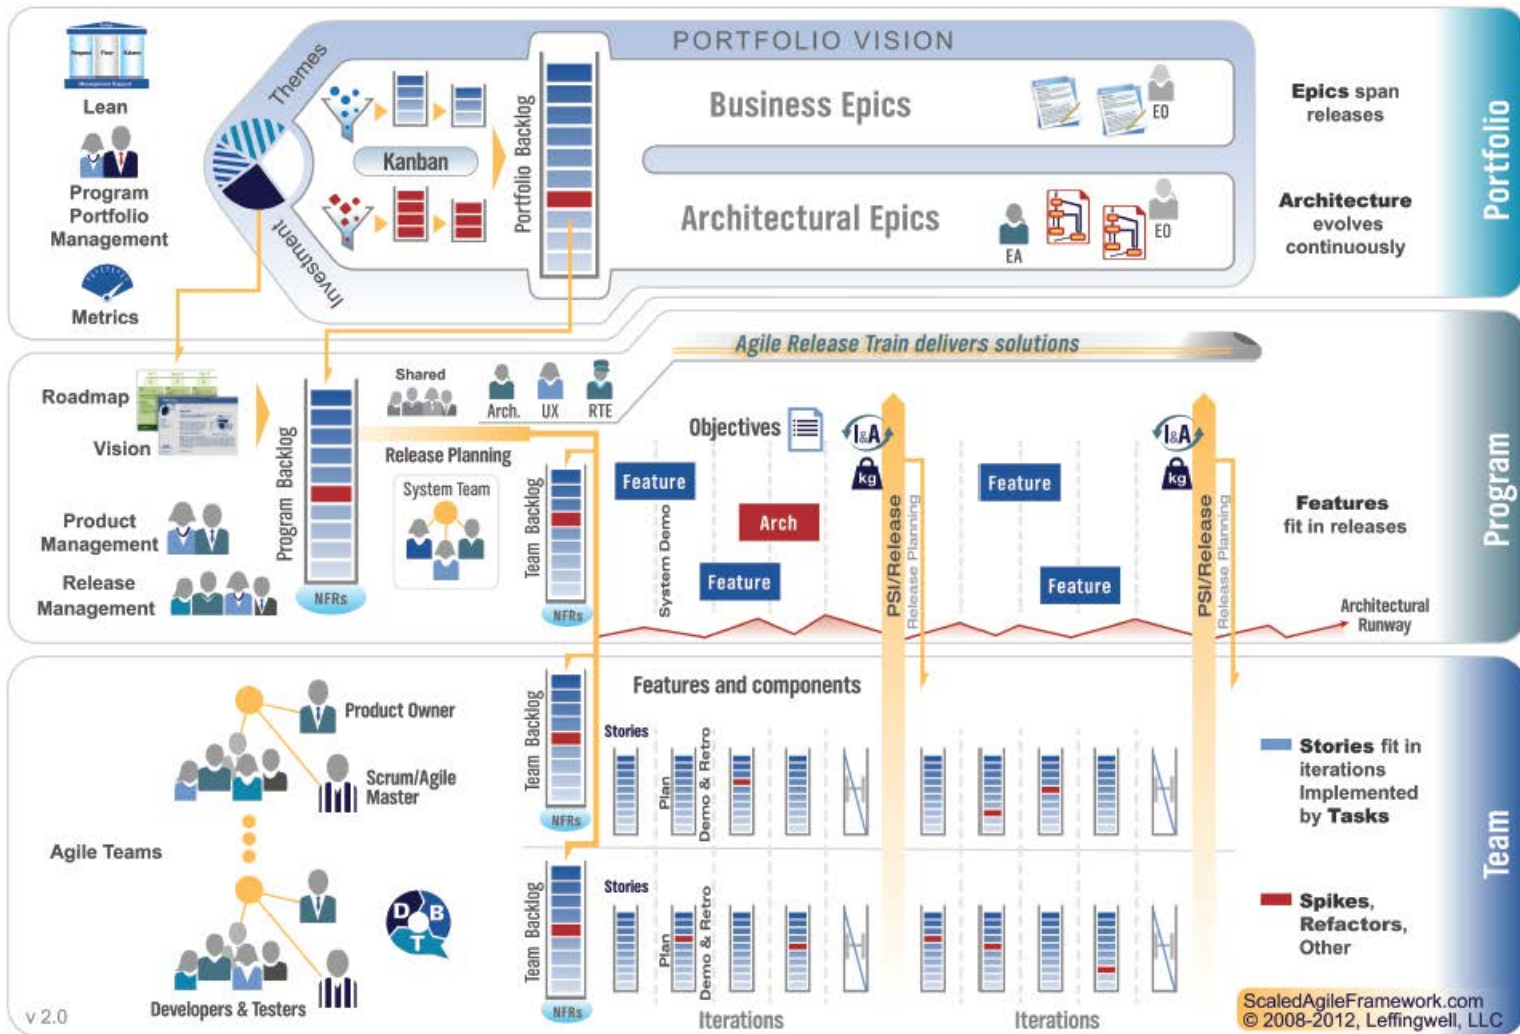 PORTFOLIO VISION
Lean
Program
Portfolio
Management
Metrics
Themes
Investment
Kanban
Portfolio Backlog
Business Epics
EO
Architectural Epics
EA
EO
Epics span
releases
Architecture
evolves
continuously
Portfolio
Agile Release Train delivers solutions
Roadmap
Vision
Product
Management
Release
Management
Program Backlog
NFRs
Shared
Arch.
UX
RTE
Release Planning
System Team
Team Backlog
NFRs
Objectives
Feature
System Demo
Arch
Feature
I&A
kg
PSI/Release
Release Planning
Feature
Feature
I&A
kg
PSI/Release
Release Planning
Features
fit in releases
Architectural
Runway
Program
Product Owner
Scrum/Agile
Master
Agile Teams
D
B
T
Developers & Testers
Team Backlog
NFRs
Features and components
Stories
Plan
Demo & Retro
H
H
Team Backlog
NFRs
Stories
Plan
Demo & Retro
H
H
Iterations
Iterations
Stories fit in
iterations
Implemented
by Tasks
Spikes,
Refactors,
Other
Team
v 2.0
ScaledAgileFramework.com
© 2008-2012, Leffingwell, LLC